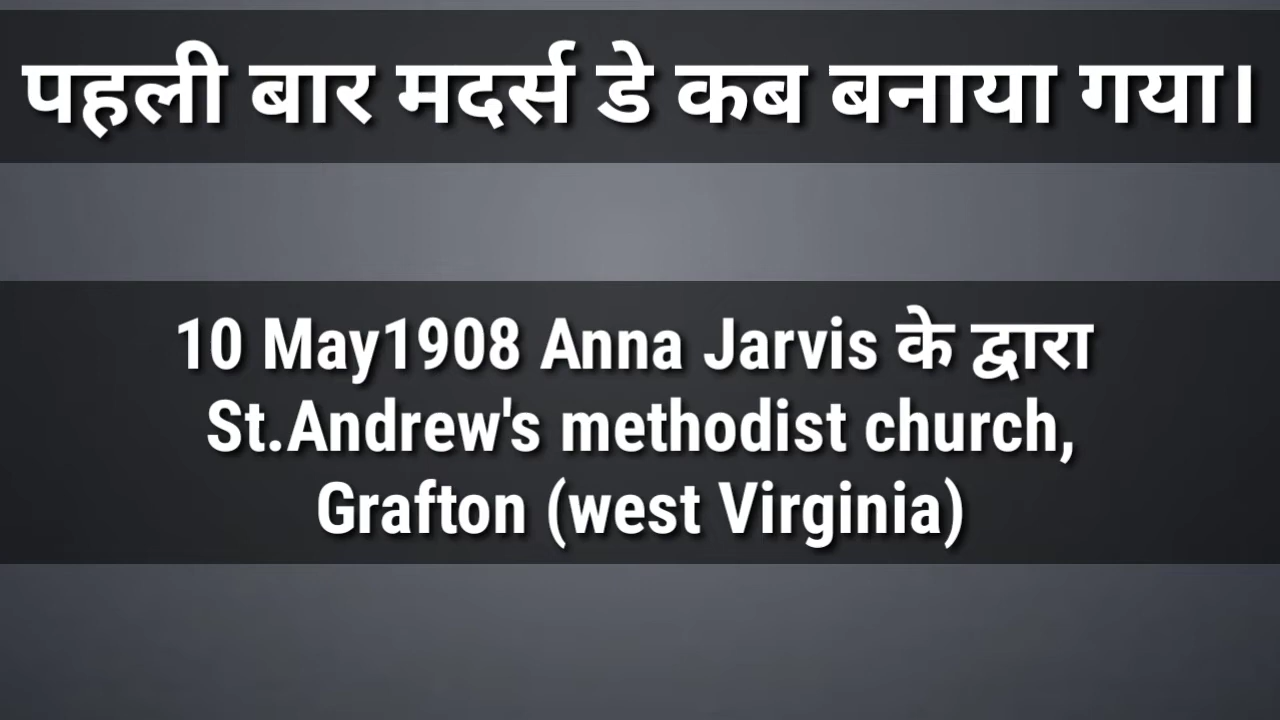 पहली बार मदर्स डे कब बनाया गया।
10 May1908 Anna Jarvis के द्वारा
St.Andrew's methodist church,
Grafton (west Virginia)